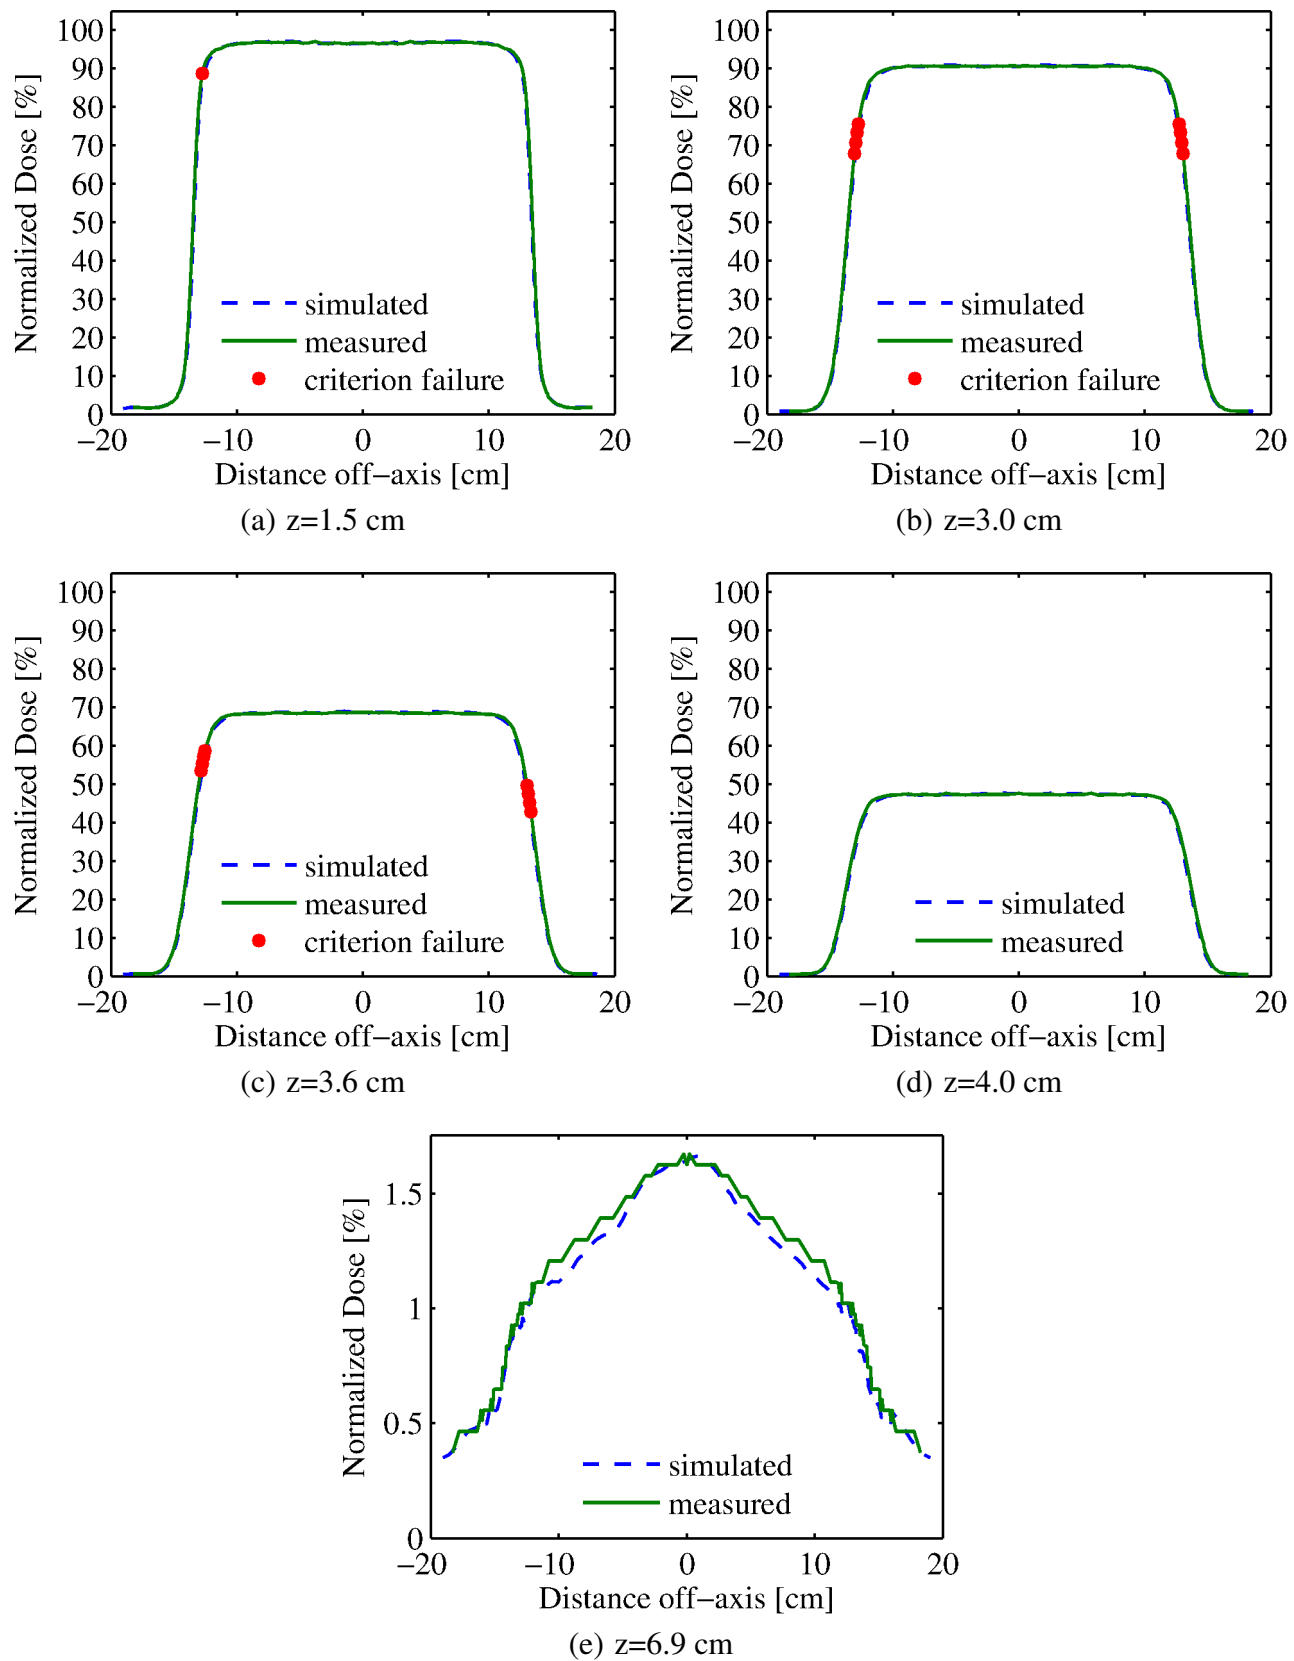 Normalized Dose [%]
100
90
80
70
60
50
40
30
20
10
0
simulated
measured
criterion failure
−20 −10 0 10 20
Distance off−axis [cm]
(a) z=1.5 cm
Normalized Dose [%]
100
90
80
70
60
50
40
30
20
10
0
simulated
measured
criterion failure
−20 −10 0 10 20
Distance off−axis [cm]
(b) z=3.0 cm
Normalized Dose [%]
100
90
80
70
60
50
40
30
20
10
0
simulated
measured
criterion failure
−20 −10 0 10 20
Distance off−axis [cm]
(c) z=3.6 cm
Normalized Dose [%]
100
90
80
70
60
50
40
30
20
10
0
simulated
measured
−20 −10 0 10 20
Distance off−axis [cm]
(d) z=4.0 cm
Normalized Dose [%]
1.5
1
0.5
0
simulated
measured
−20 −10 0 10 20
Distance off−axis [cm]
(e) z=6.9 cm